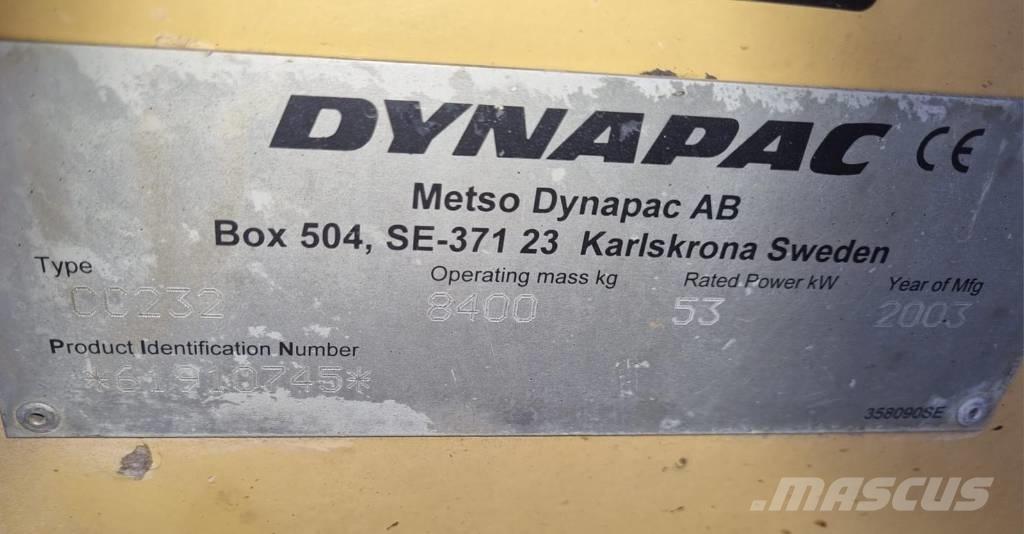 DYNAPAC CE
Metso Dynapac AB
Box 504, SE-371 23 Karlskrona Sweden
Type Operating mass kg Rated Power kW Year of Mfg
CC232 8400 53 2003
Product Identification Number
*61910745*
358090SE
.MASCUS